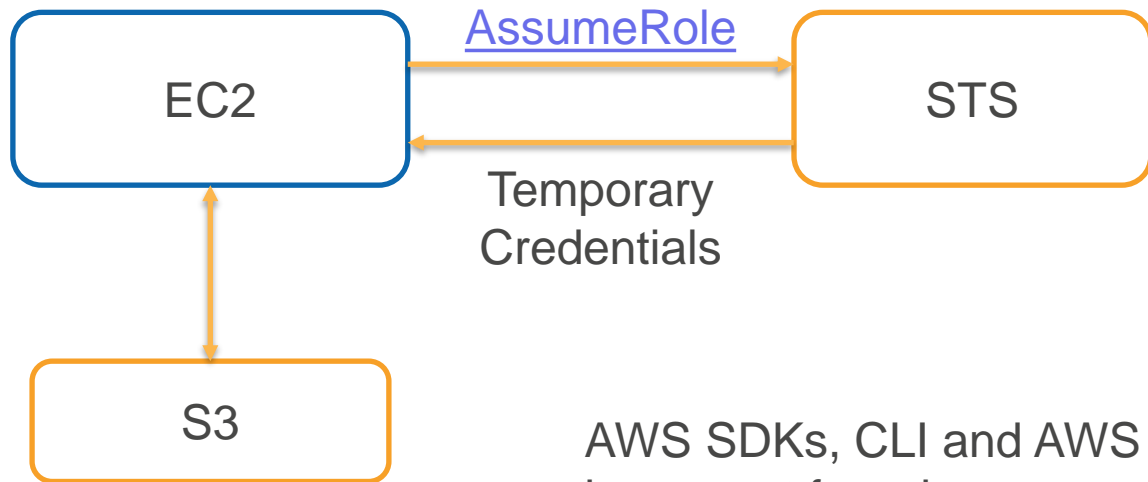 AssumeRole
EC2
STS
Temporary
Credentials
S3
AWS SDKs, CLI and AWS